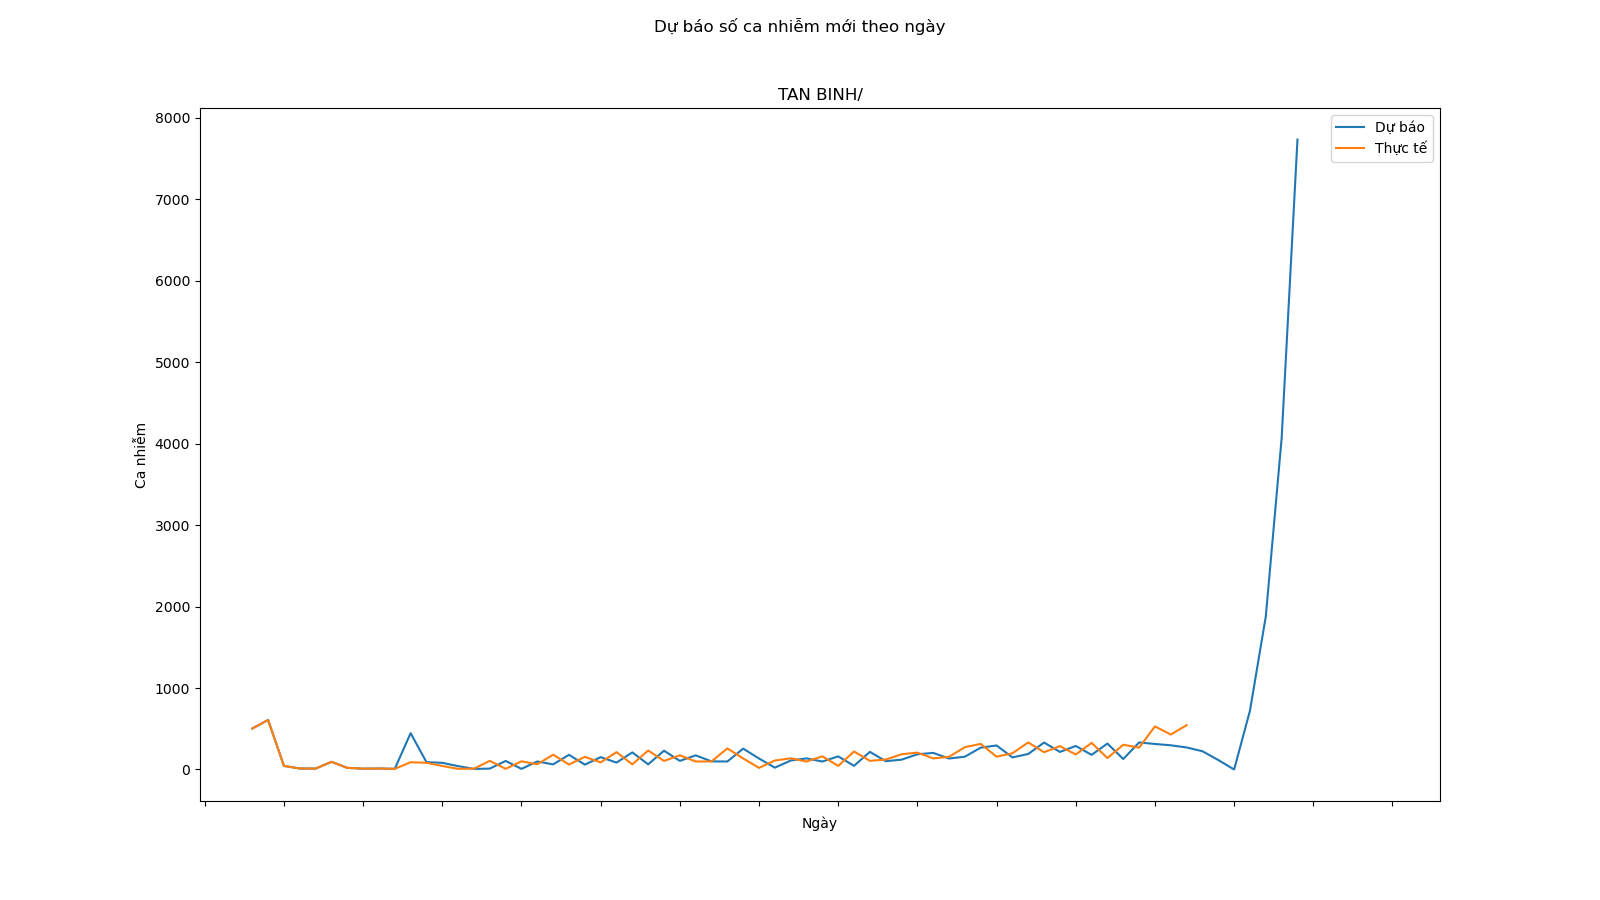 Dự báo số ca nhiễm mới theo ngày
TAN BINH/
8000
7000
6000
5000
4000
3000
2000
1000
0
Ca nhiễm
Dự báo
Thực tế
Ngày